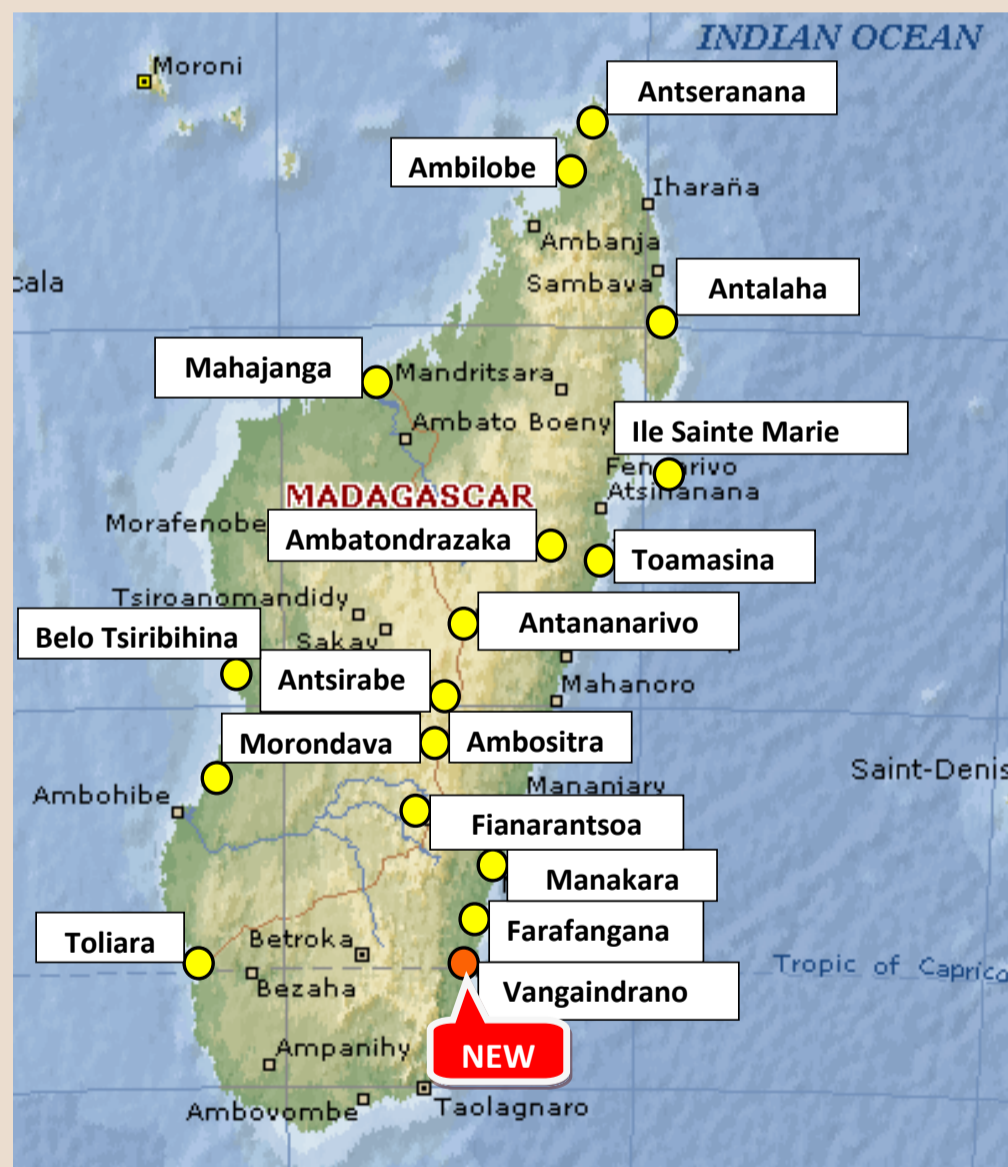 INDIAN OCEAN
Moroni
Antseranana
Ambilobe
Iharaña
Ambanja
Sambava
cala
Antalaha
Mahajanga
Mandritsara
Ambato Boeny
Ile Sainte Marie
Atsinanana
MADAGASCAR
Morafenobe
Ambatondrazaka
Toamasina
Tsiroanomandidy
Antananarivo
Sakay
Belo Tsiribihina
Antsirabe
Mahanoro
Morondava
Ambositra
Saint-Denis
Mananjary
Ambohibe
Fianarantsoa
Manakara
Farafangana
Toliara
Betroka
Tropic of Caprico
Bezaha
Vangaindrano
NEW
Ampanihy
Ambovombe
Taolagnaro